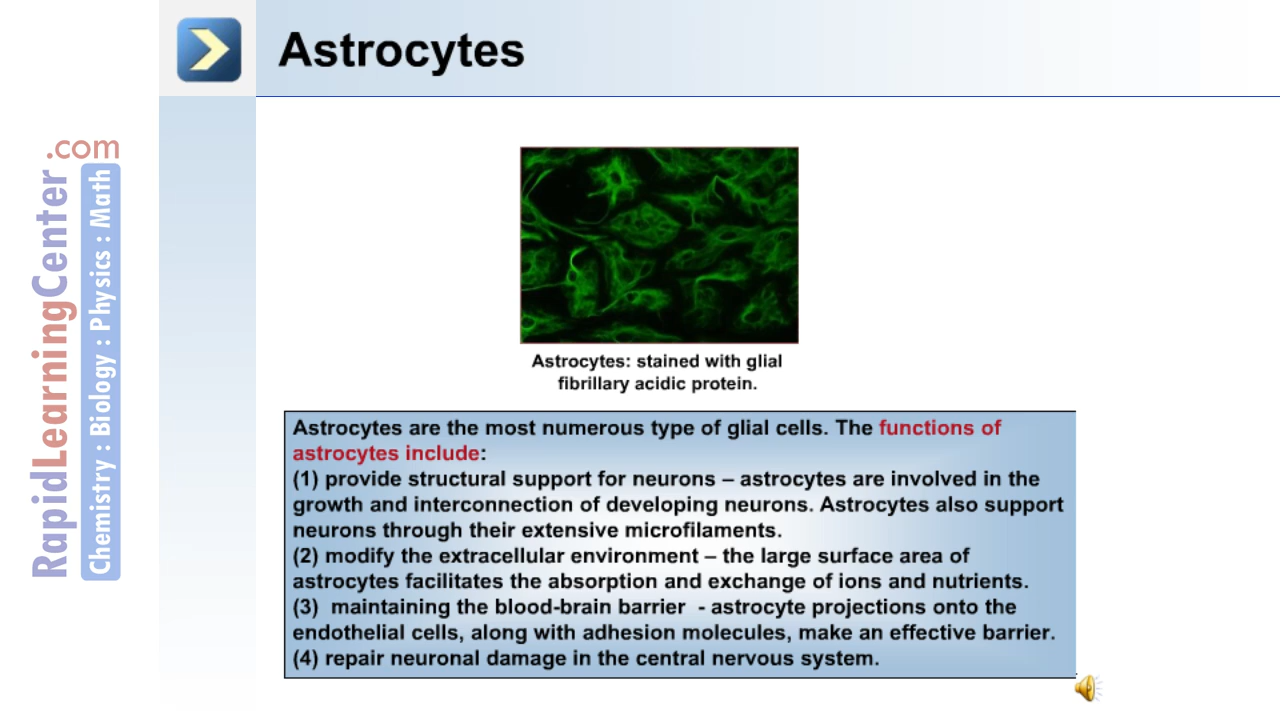 Astrocytes
RapidLearningCenter.com
Chemistry : Biology : Physics : Math
Astrocytes: stained with glial
fibrillary acidic protein.
Astrocytes are the most numerous type of glial cells. The functions of
astrocytes include:
(1) provide structural support for neurons – astrocytes are involved in the
growth and interconnection of developing neurons. Astrocytes also support
neurons through their extensive microfilaments.
(2) modify the extracellular environment – the large surface area of
astrocytes facilitates the absorption and exchange of ions and nutrients.
(3)  maintaining the blood-brain barrier  - astrocyte projections onto the
endothelial cells, along with adhesion molecules, make an effective barrier.
(4) repair neuronal damage in the central nervous system.